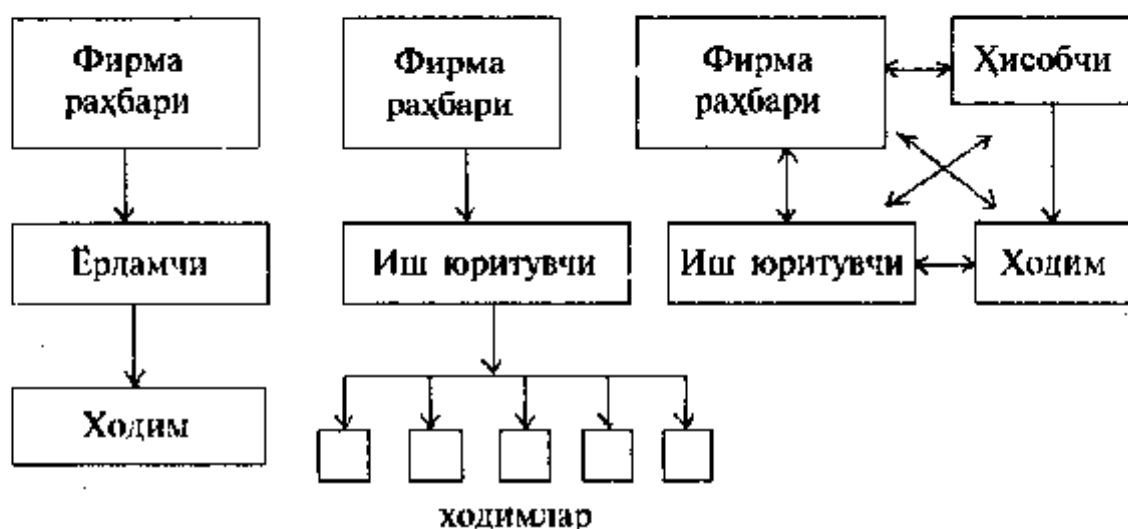 Фирма
раҳбари
Ёрдамчи
Ходим
Фирма
раҳбари
Иш юритувчи
ходимлар
Фирма
раҳбари
Ҳисобчи
Иш юритувчи
Ходим